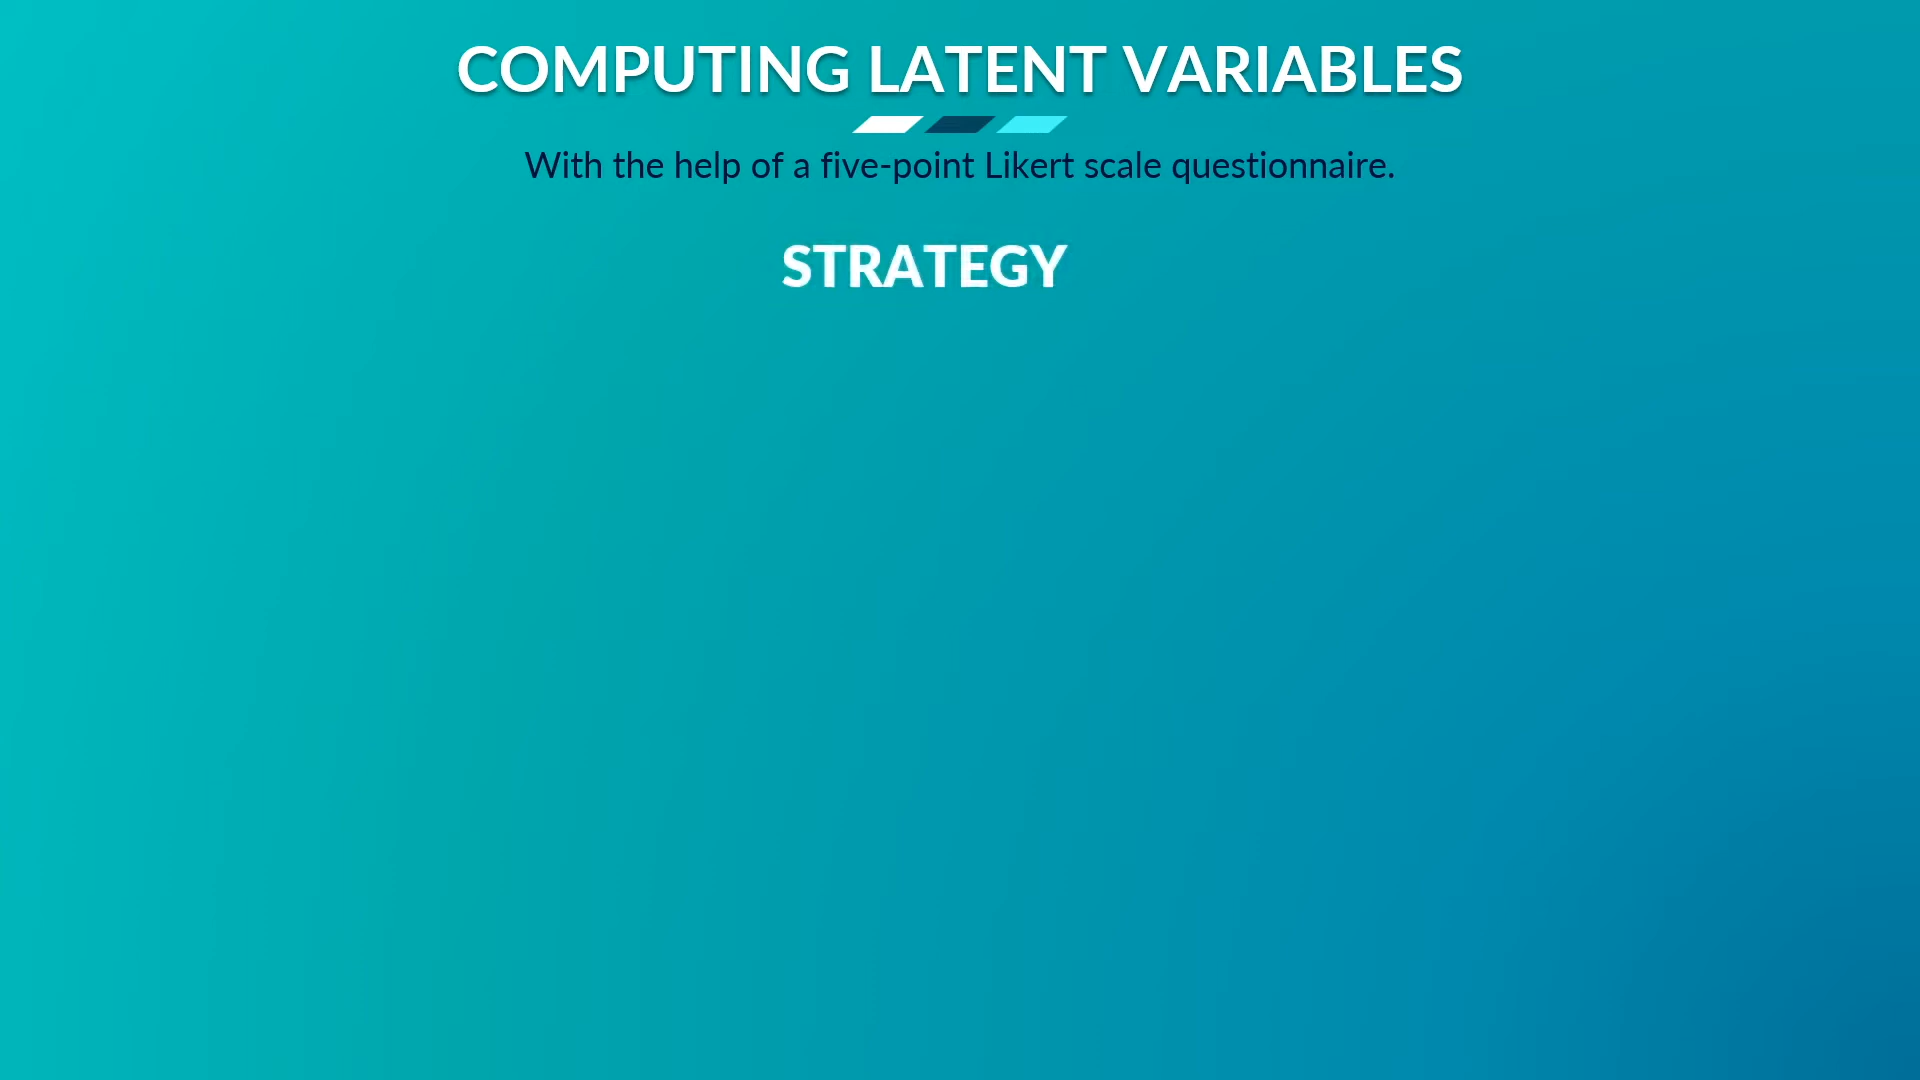 COMPUTING LATENT VARIABLES
With the help of a five-point Likert scale questionnaire.
STRATEGY